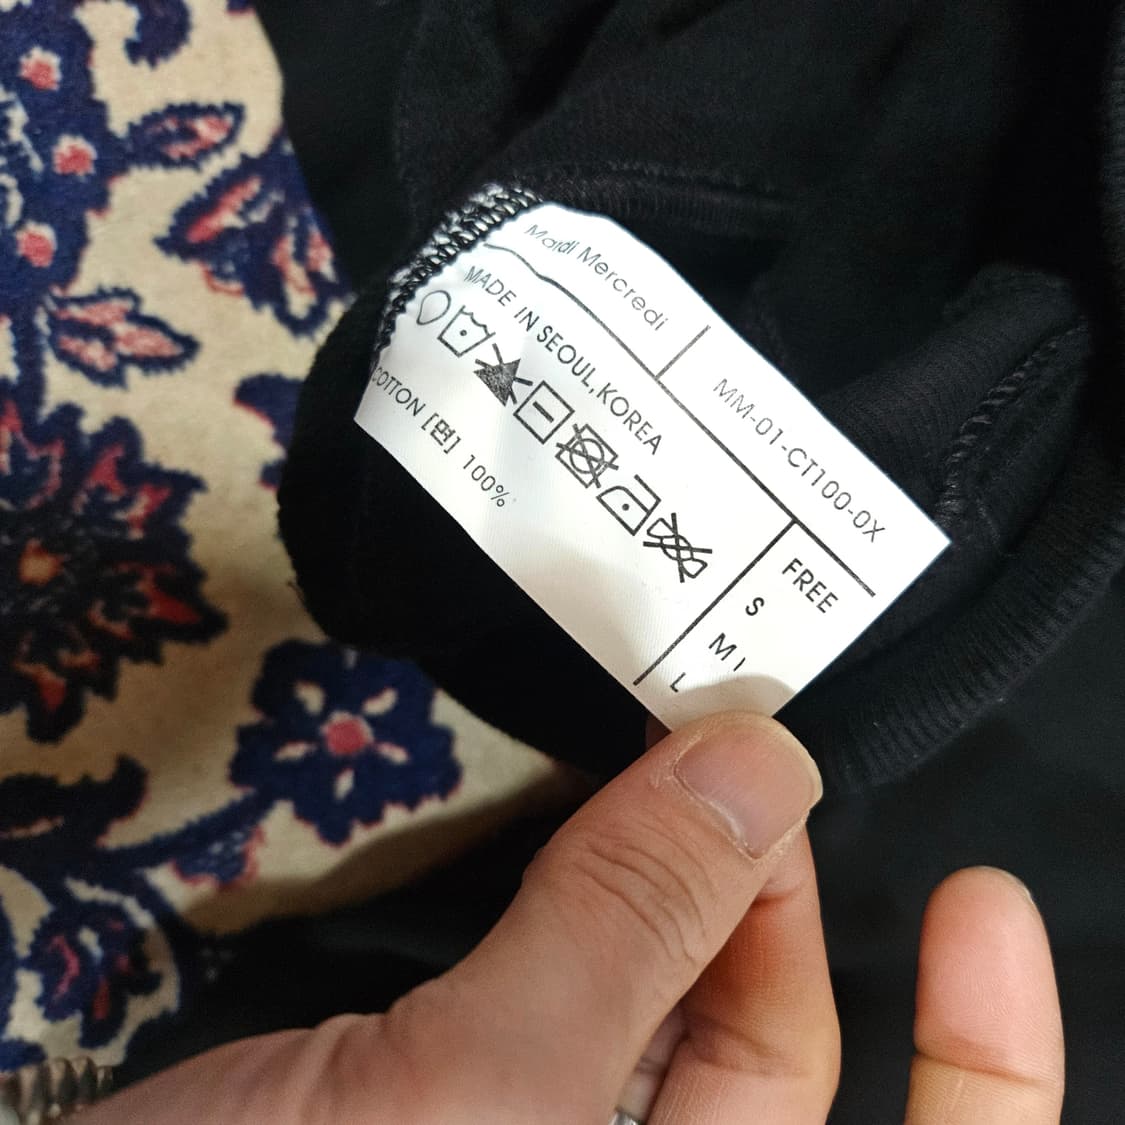 Mardi Mercredi
MM-01-CT100-0X
MADE IN SEOUL, KOREA
COTTON [면] 100%
FREE
S
M
L